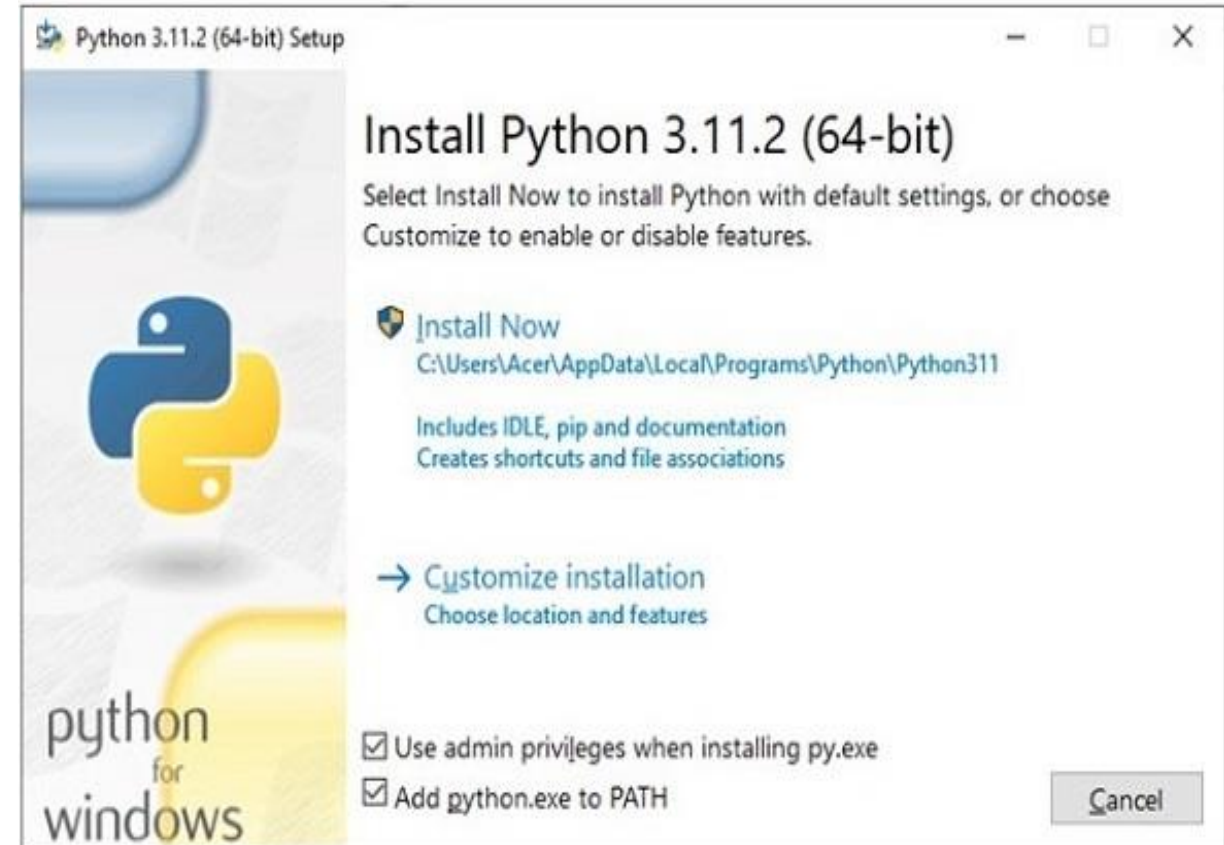 Python 3.11.2 (64-bit) Setup
Install Python 3.11.2 (64-bit)
Select Install Now to install Python with default settings, or choose
Customize to enable or disable features.
Install Now
C:\Users\Acer\AppData\Local\Programs\Python\Python311
Includes IDLE, pip and documentation
Creates shortcuts and file associations
Customize installation
Choose location and features
python
for
windows
Use admin privileges when installing py.exe
Add python.exe to PATH
Cancel